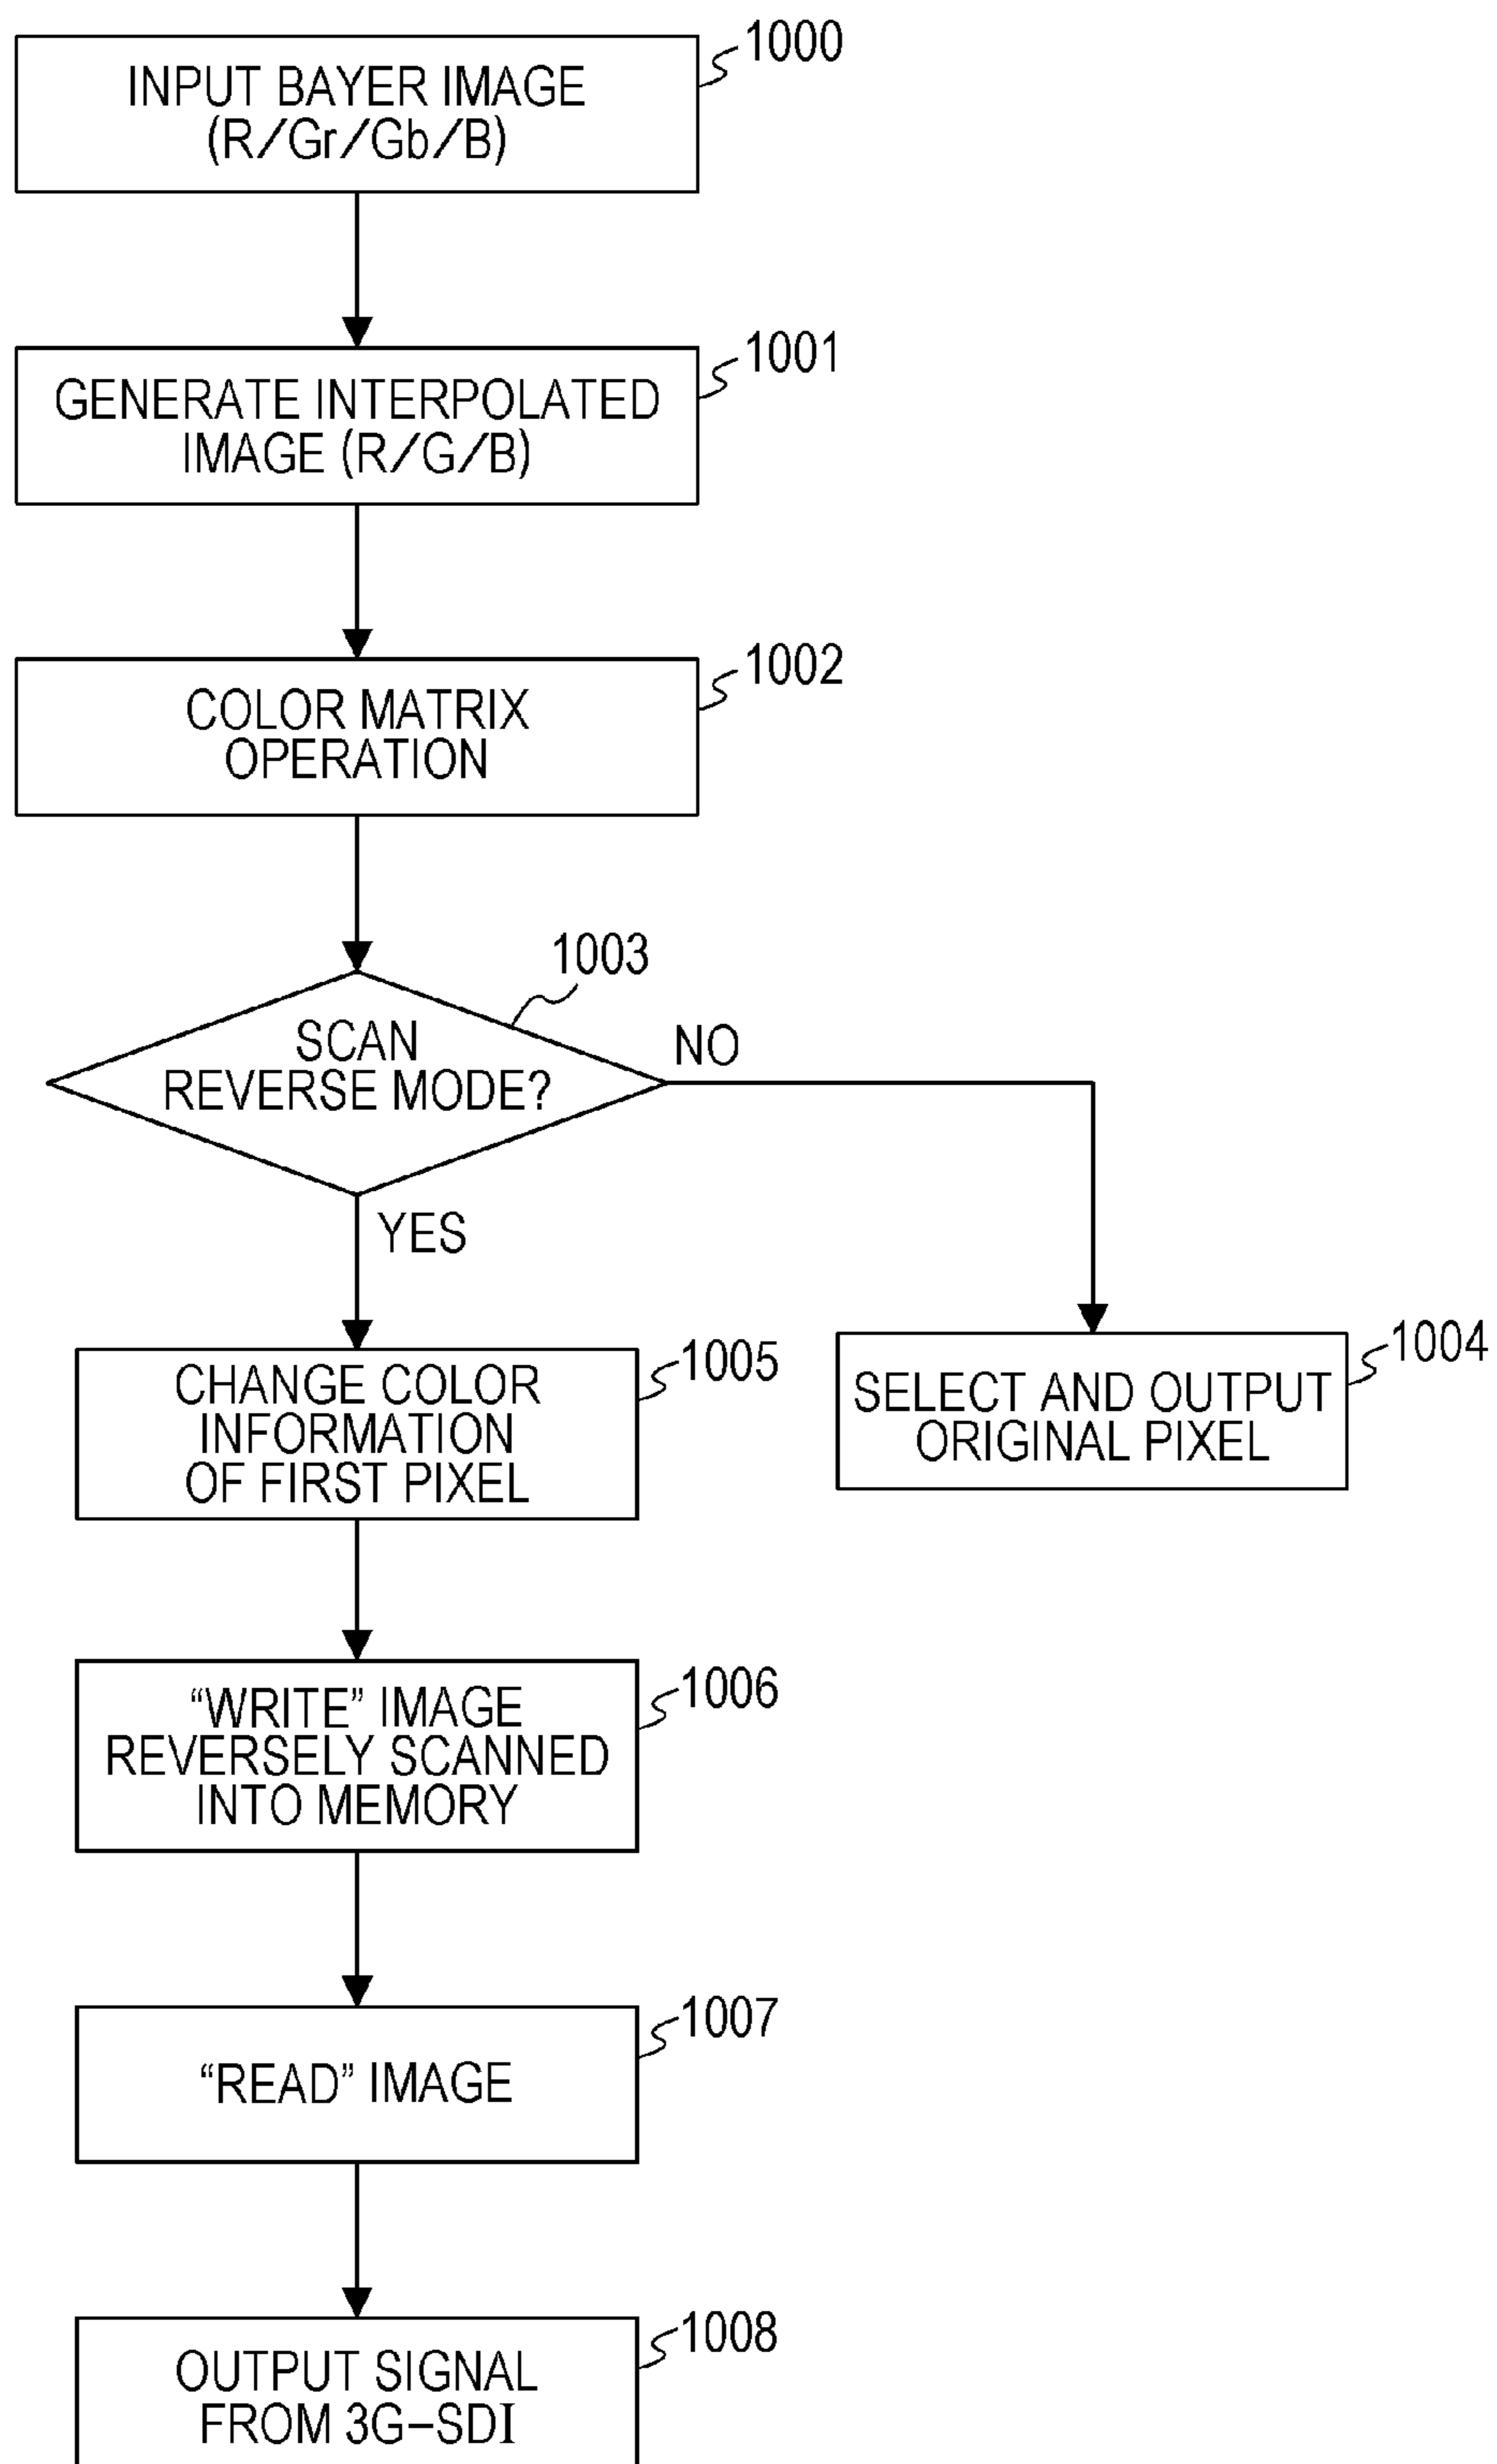 1000
INPUT BAYER IMAGE
(R/Gr/Gb/B)
1001
GENERATE INTERPOLATED
IMAGE (R/G/B)
1002
COLOR MATRIX
OPERATION
1003
SCAN
REVERSE MODE?
NO
YES
1005
CHANGE COLOR
INFORMATION
OF FIRST PIXEL
1004
SELECT AND OUTPUT
ORIGINAL PIXEL
1006
“WRITE” IMAGE
REVERSELY SCANNED
INTO MEMORY
1007
“READ” IMAGE
1008
OUTPUT SIGNAL
FROM 3G-SDI